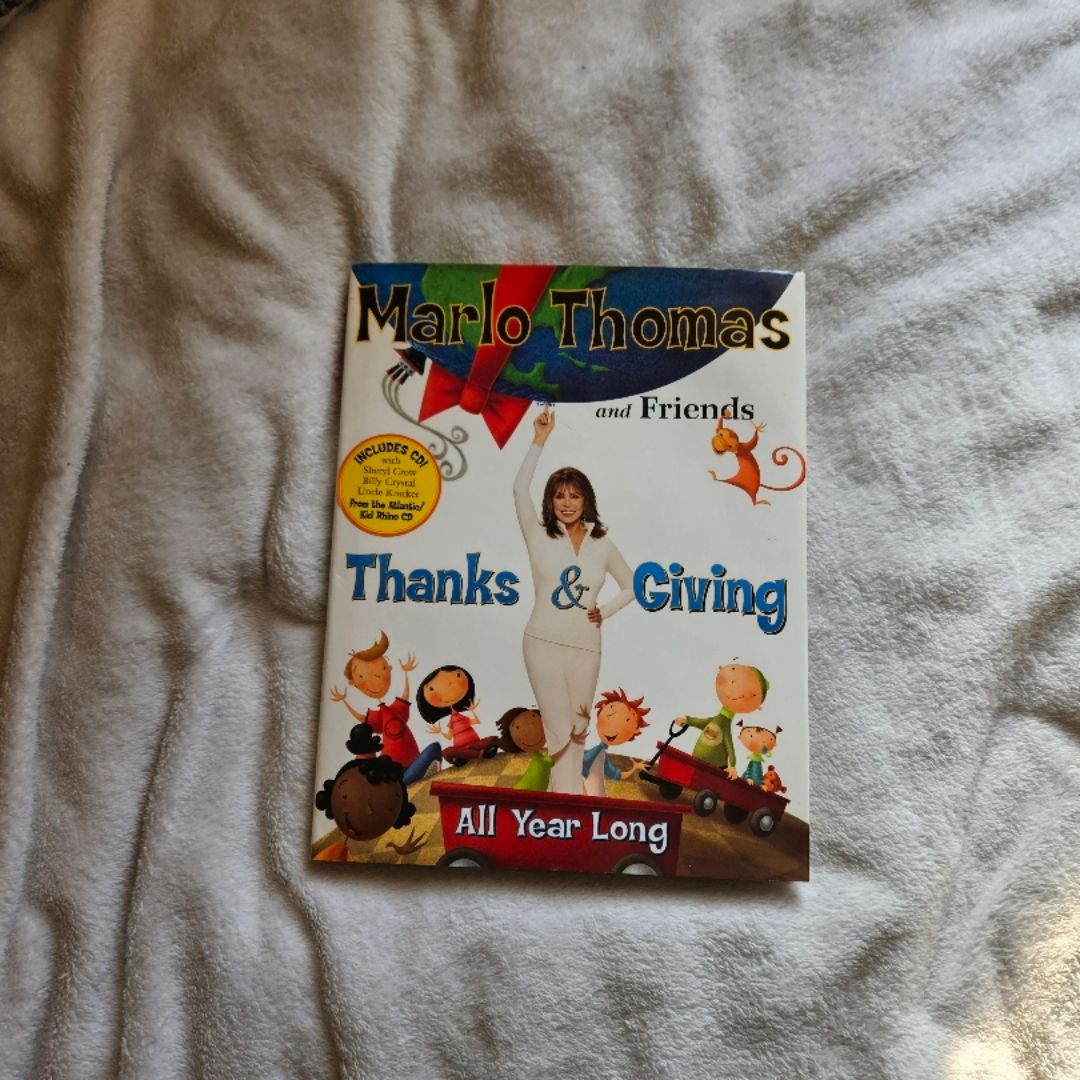 Marlo Thomas
and Friends
INCLUDES CD!
with
Sheryl Crow
Billy Crystal
Uncle Kracker
From the Atlantic/
Kid Rhino CD
Thanks & Giving
All Year Long